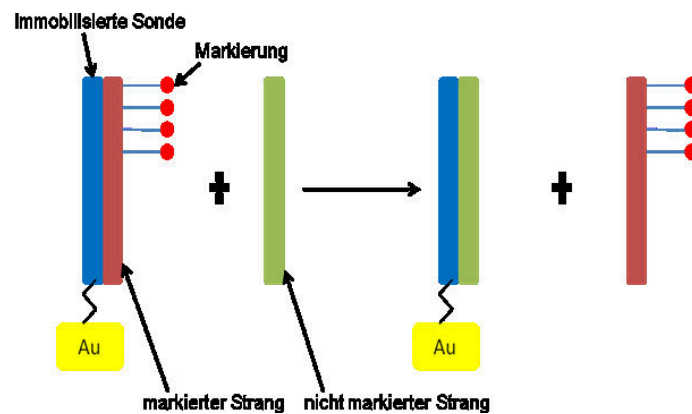 Immobilisierte Sonde
Markierung
Au
Au
markierter Strang
nicht markierter Strang